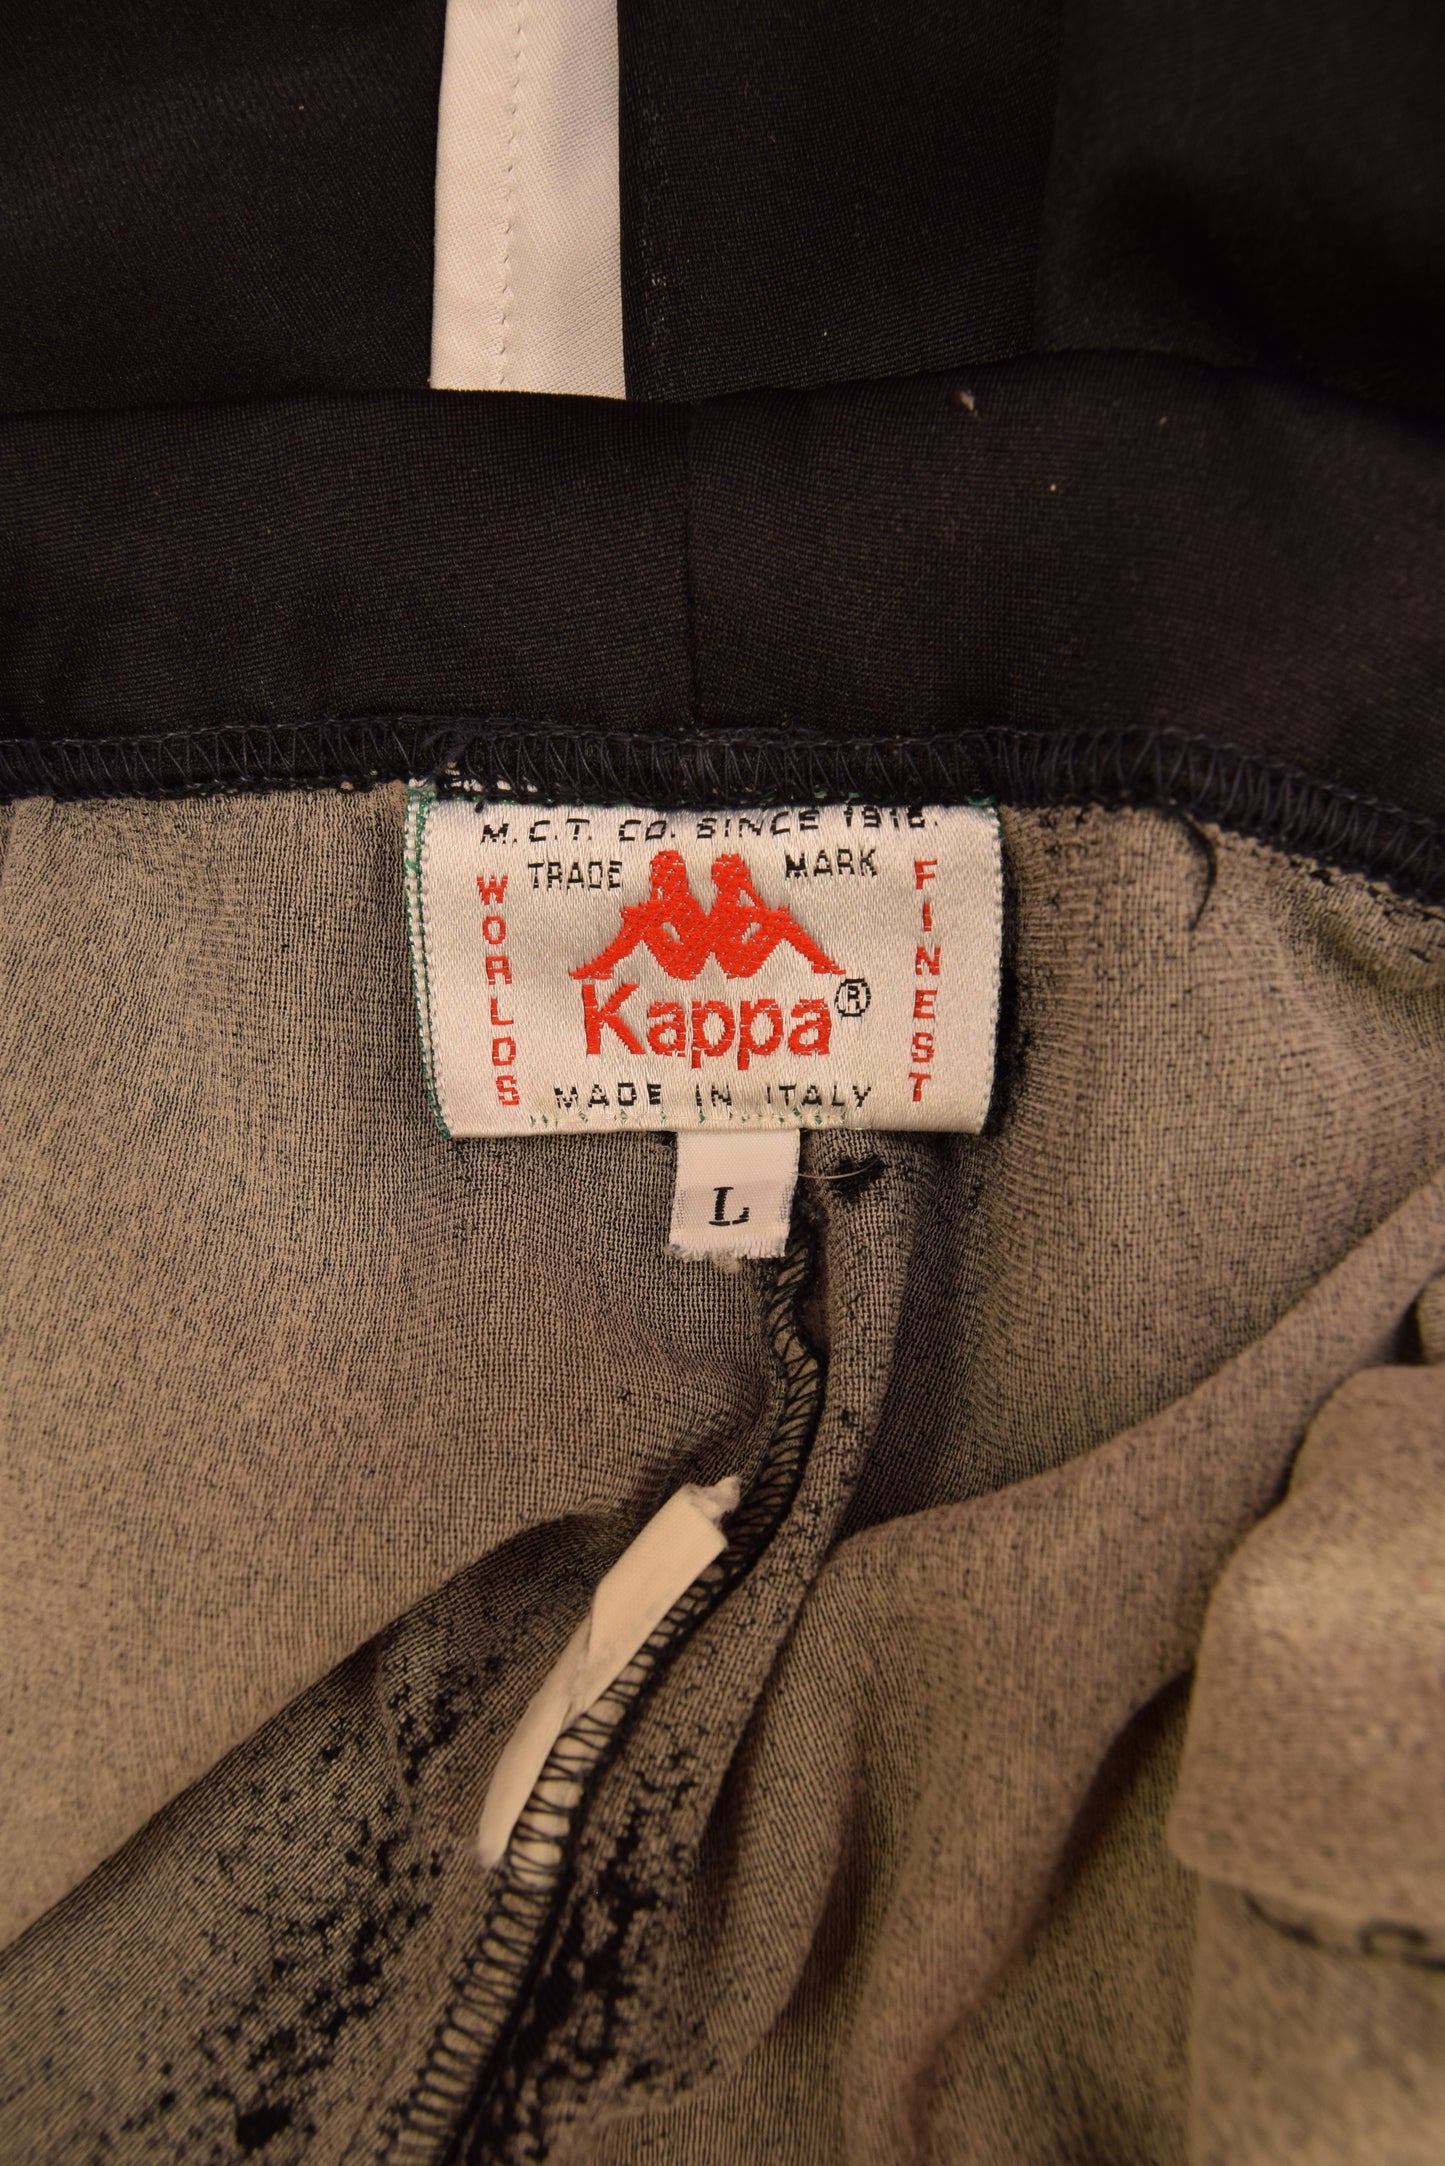 M.C.T. CO. SINCE 1916.
TRADE MARK
WORLDS
FINEST
Kappa®
MADE IN ITALY
L